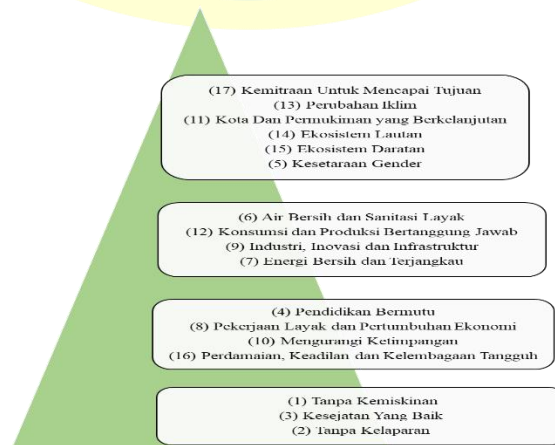 (17) Kemitraan Untuk Mencapai Tujuan
(13) Perubahan Iklim
(11) Kota Dan Permukiman yang Berkelanjutan
(14) Ekosistem Lautan
(15) Ekosistem Daratan
(5) Kesetaraan Gender
(6) Air Bersih dan Sanitasi Layak
(12) Konsumsi dan Produksi Bertanggung Jawab
(9) Industri, Inovasi dan Infrastruktur
(7) Energi Bersih dan Terjangkau
(4) Pendidikan Bermutu
(8) Pekerjaan Layak dan Pertumbuhan Ekonomi
(10) Mengurangi Ketimpangan
(16) Perdamaian, Keadilan dan Kelembagaan Tangguh
(1) Tanpa Kemiskinan
(3) Kesejatan Yang Baik
(2) Tanpa Kelaparan